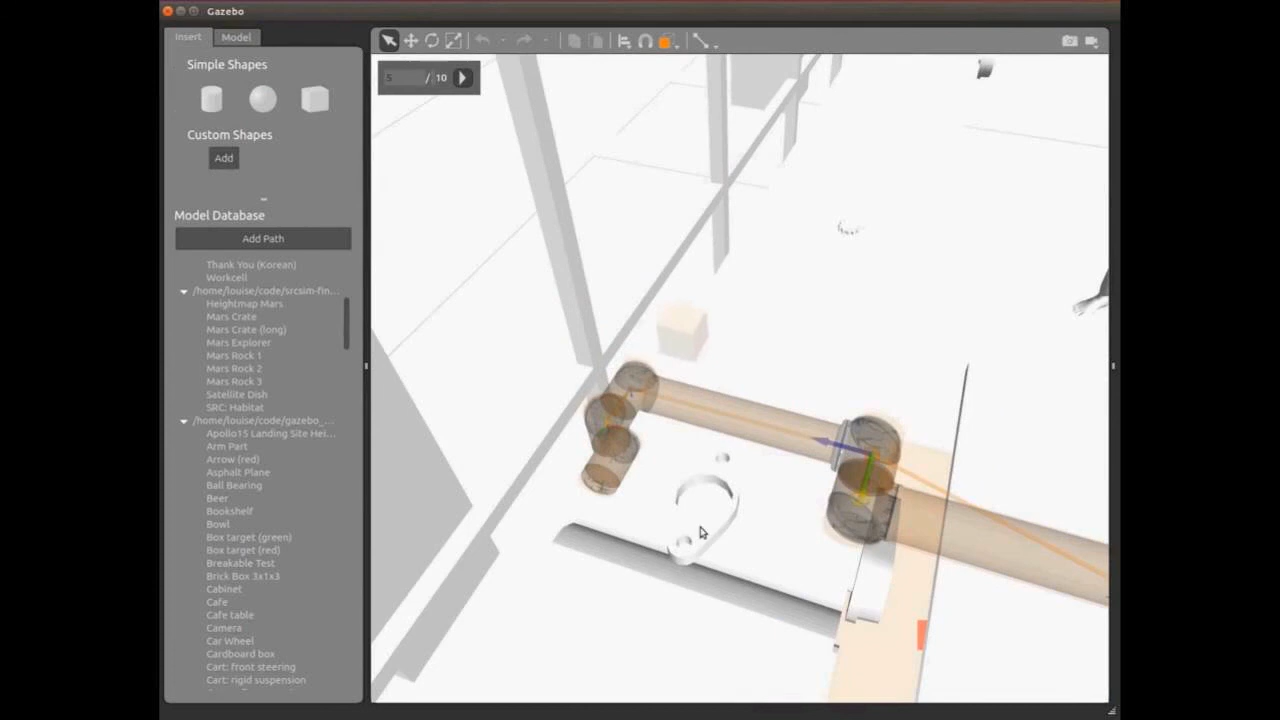 Gazebo
Insert
Model
Simple Shapes
Custom Shapes
Add
Model Database
Add Path
Thank You (Korean)
Workcell
/home/louise/code/srcsim-fin...
Heightmap Mars
Mars Crate
Mars Crate (long)
Mars Explorer
Mars Rock 1
Mars Rock 2
Mars Rock 3
Satellite Dish
SRC: Habitat
/home/louise/code/gazebo_...
Apollo15 Landing Site Hei...
Arm Part
Arrow (red)
Asphalt Plane
Ball Bearing
Beer
Bookshelf
Bowl
Box target (green)
Box target (red)
Breakable Test
Brick Box 3x1x3
Cabinet
Cafe
Cafe table
Camera
Car Wheel
Cardboard box
Cart: front steering
Cart: rigid suspension
5 / 10